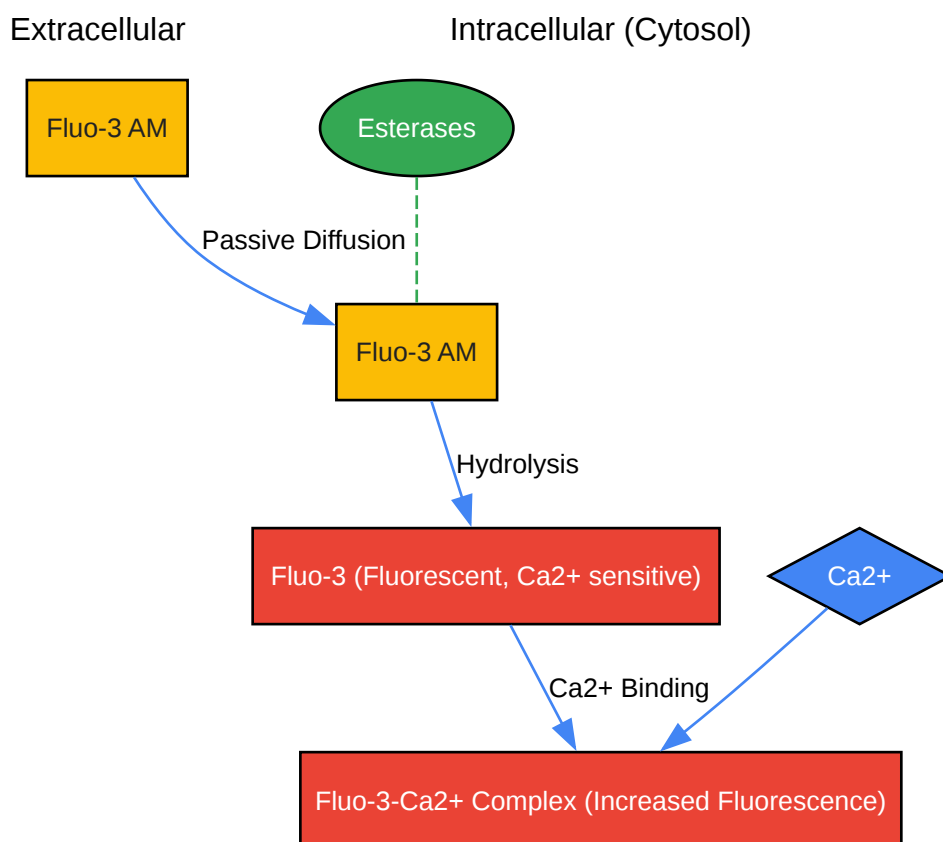 Extracellular
Intracellular (Cytosol)
Fluo-3 AM
Esterases
Passive Diffusion
Fluo-3 AM
Hydrolysis
Fluo-3 (Fluorescent, Ca2+ sensitive)
Ca2+
Ca2+ Binding
Fluo-3-Ca2+ Complex (Increased Fluorescence)